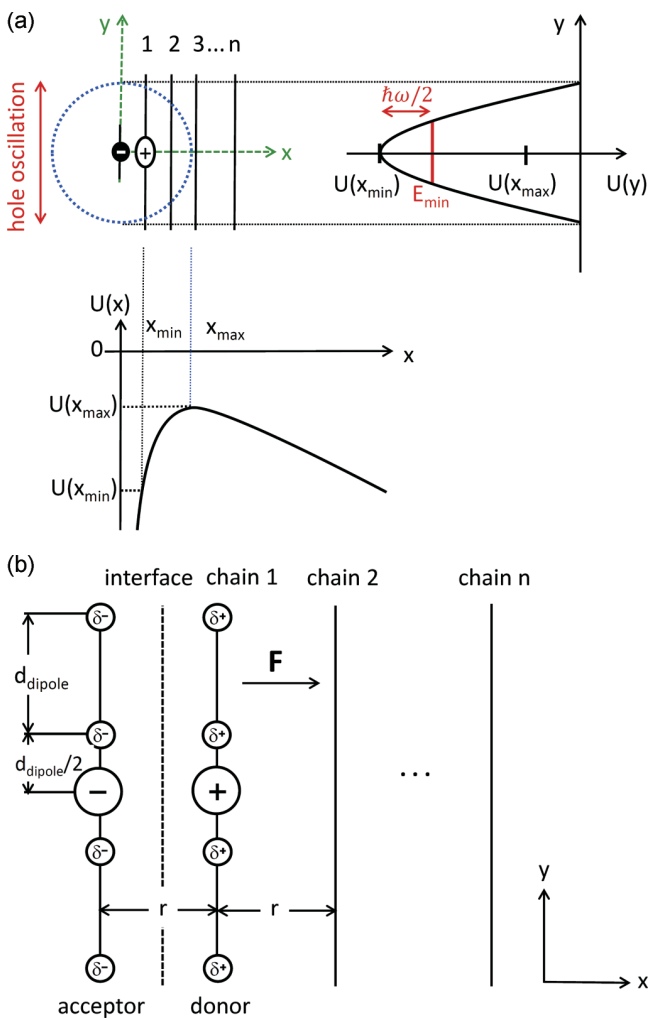 (a)
y
1 2 3...n
y
hole oscillation
ħω/2
-
+
x
U(x_min)
E_min
U(x_max)
U(y)
U(x)
x_min
x_max
0
x
U(x_max)
U(x_min)
(b)
interface chain 1 chain 2 chain n
δ- δ+
F
d_dipole
δ- δ+
d_dipole/2
- + ...
δ- δ+
r r
y
δ- δ+
x
acceptor donor